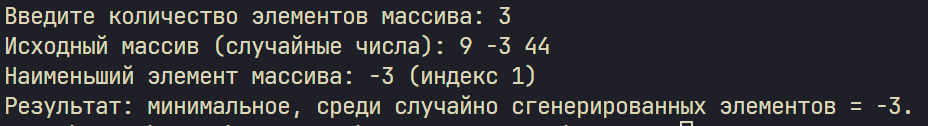 Введите количество элементов массива: 3
Исходный массив (случайные числа): 9 -3 44
Наименьший элемент массива: -3 (индекс 1)
Результат: минимальное, среди случайно сгенерированных элементов = -3.